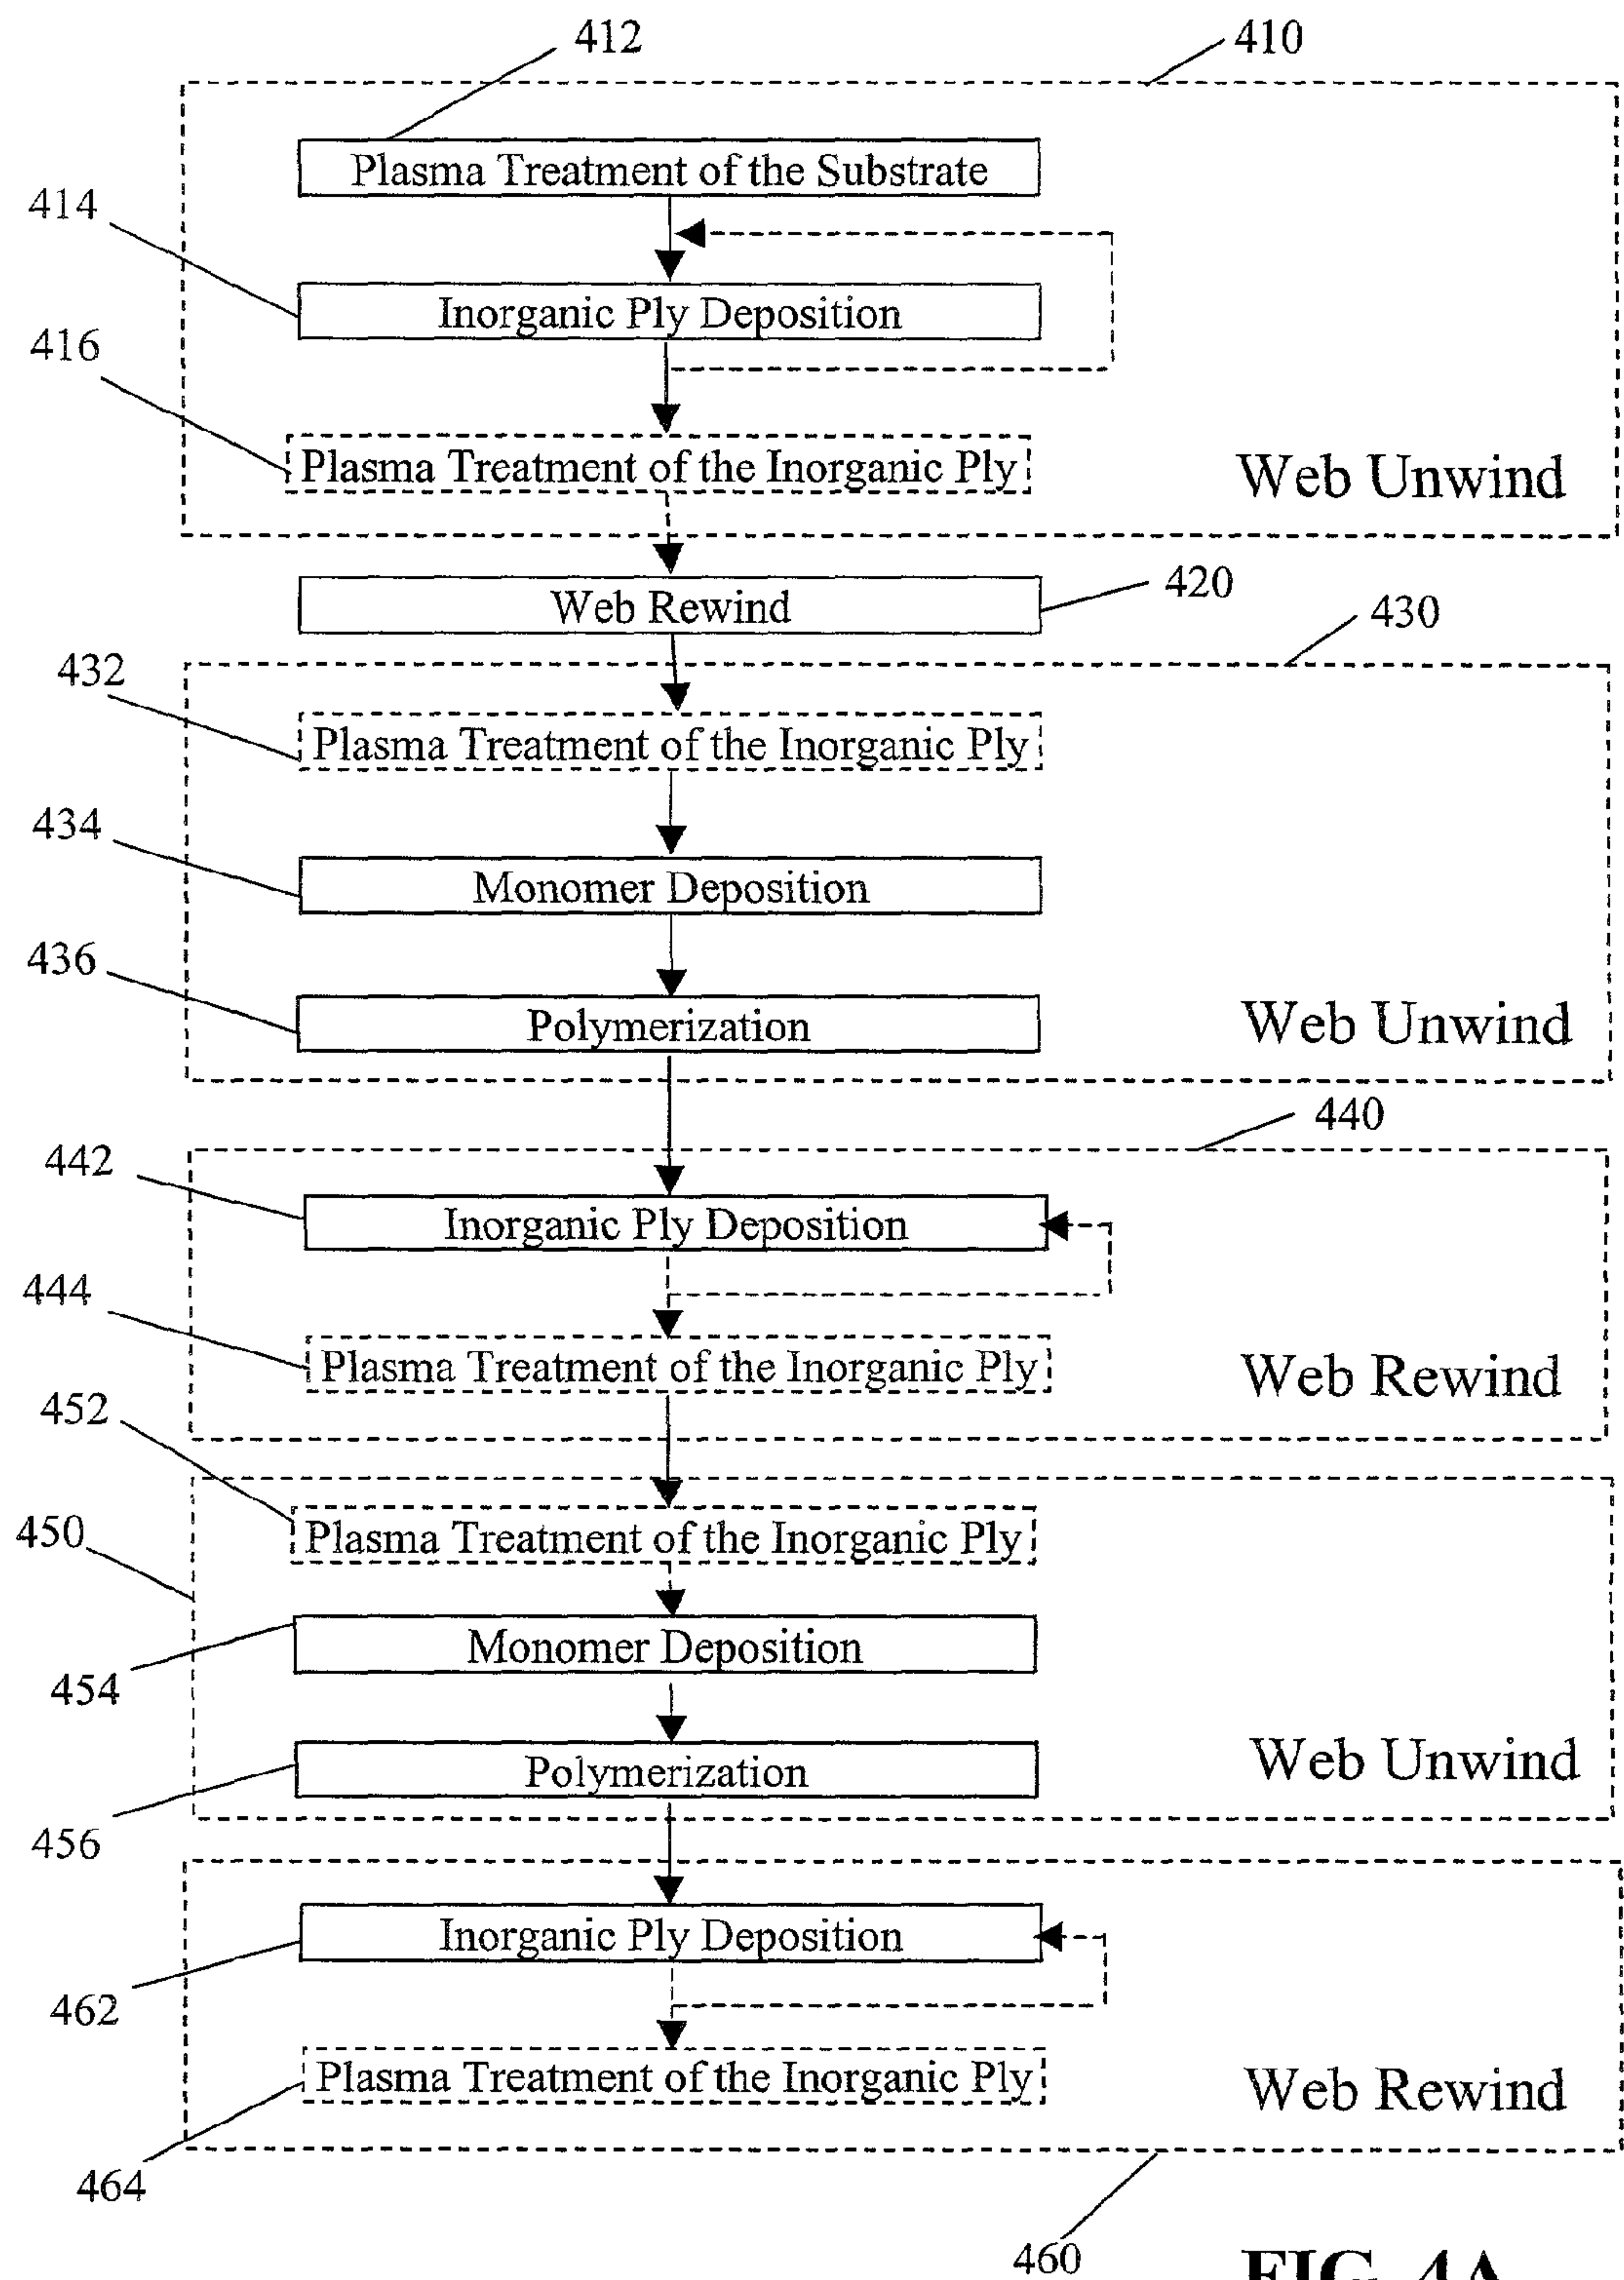 412
410
Plasma Treatment of the Substrate
414
Inorganic Ply Deposition
416
Plasma Treatment of the Inorganic Ply
Web Unwind
Web Rewind
420
430
432
Plasma Treatment of the Inorganic Ply
434
Monomer Deposition
436
Polymerization
Web Unwind
440
442
Inorganic Ply Deposition
444
Plasma Treatment of the Inorganic Ply
Web Rewind
452
450
Plasma Treatment of the Inorganic Ply
Monomer Deposition
454
Polymerization
Web Unwind
456
Inorganic Ply Deposition
462
Plasma Treatment of the Inorganic Ply
Web Rewind
464
460
FIG. 4A